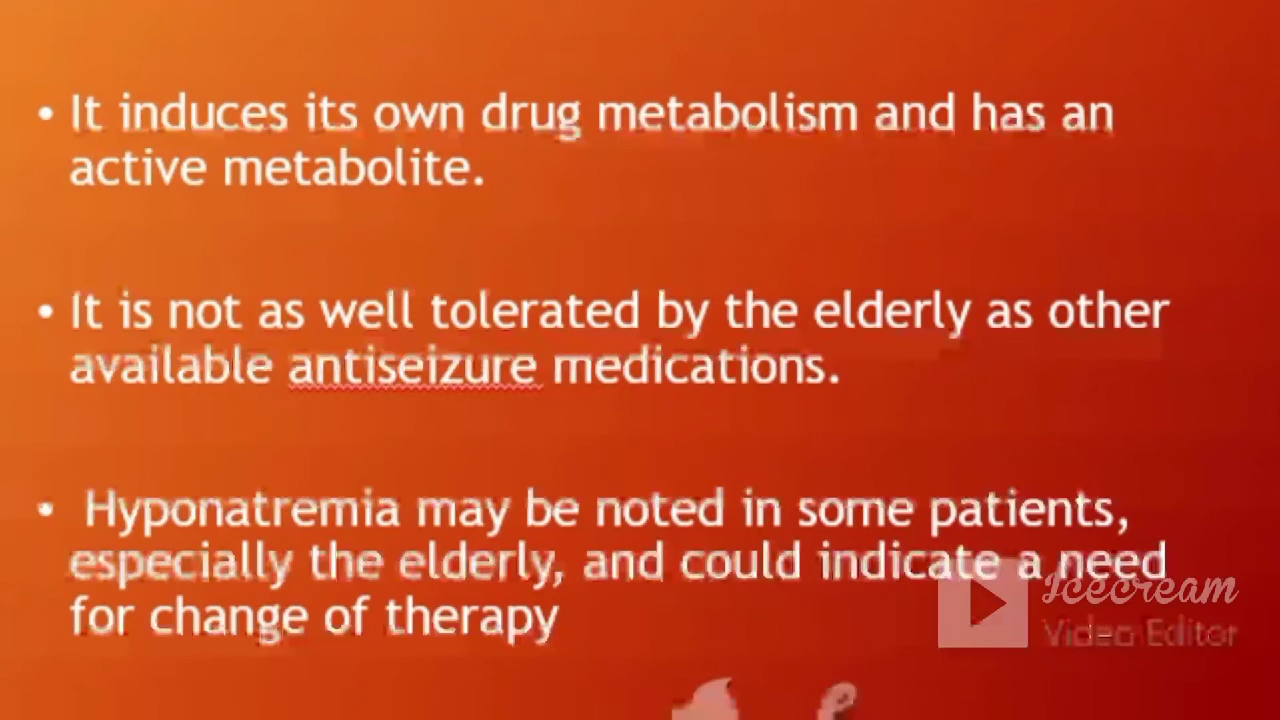 • It induces its own drug metabolism and has an
active metabolite.
• It is not as well tolerated by the elderly as other
available antiseizure medications.
• Hyponatremia may be noted in some patients,
especially the elderly, and could indicate a need
for change of therapy
Icecream
Video Editor